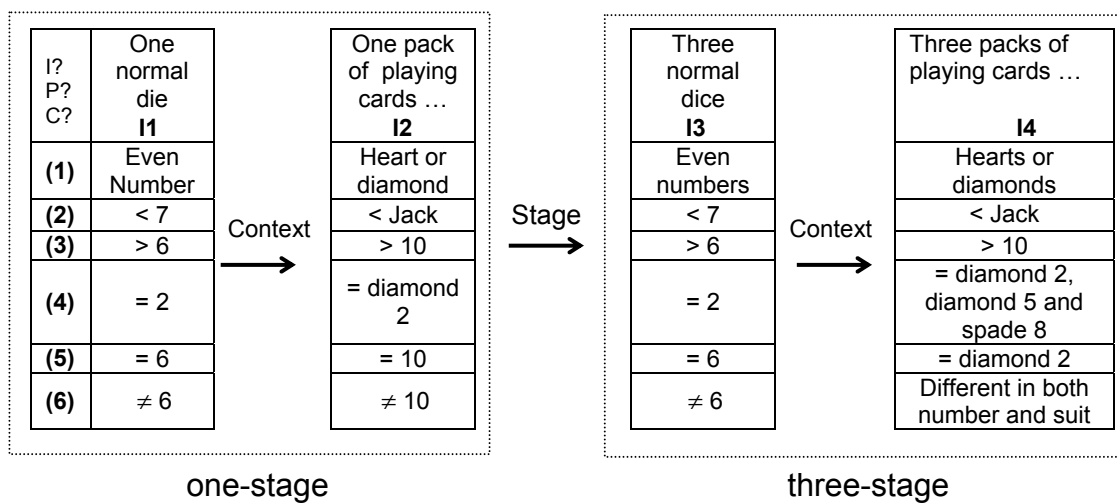 I?
P?
C?
One
normal
die
I1
One pack
of playing
cards …
I2
Three
normal
dice
I3
Three packs of
playing cards …
I4
(1)
Even
Number
Heart or
diamond
Even
numbers
Hearts or
diamonds
(2)
< 7
< Jack
< 7
< Jack
(3)
> 6
> 10
> 6
> 10
Context
Stage
Context
(4)
= 2
= diamond
2
= 2
= diamond 2,
diamond 5 and
spade 8
(5)
= 6
= 10
= 6
= diamond 2
(6)
≠ 6
≠ 10
≠ 6
Different in both
number and suit
one-stage
three-stage